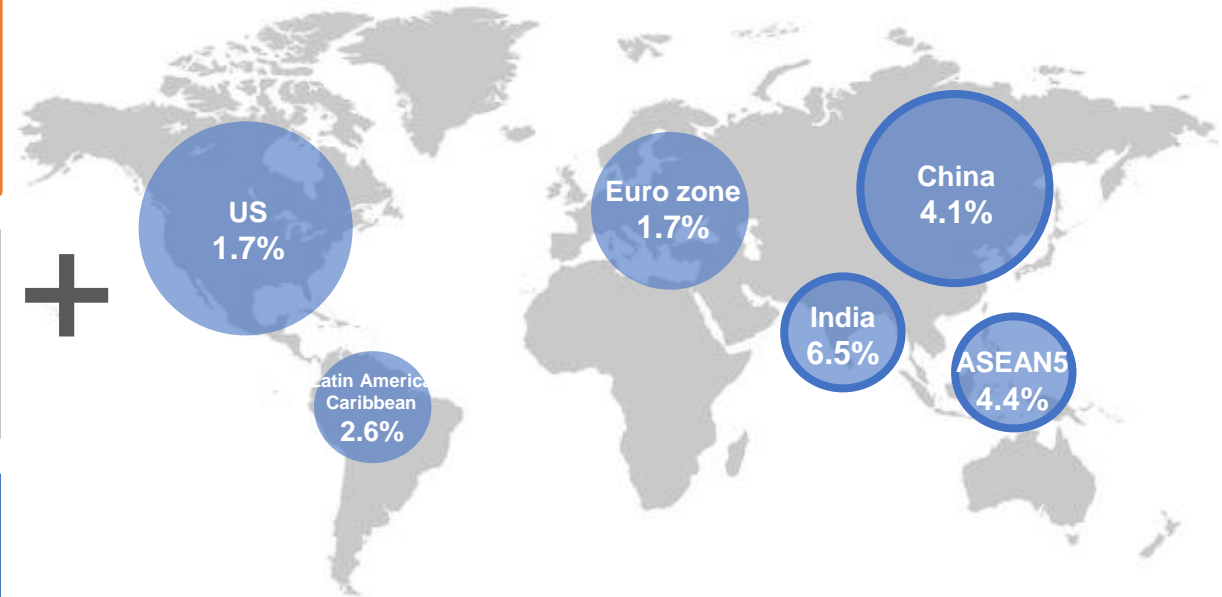 US
1.7%
Euro zone
1.7%
China
4.1%
India
6.5%
ASEAN5
4.4%
Latin America
Caribbean
2.6%